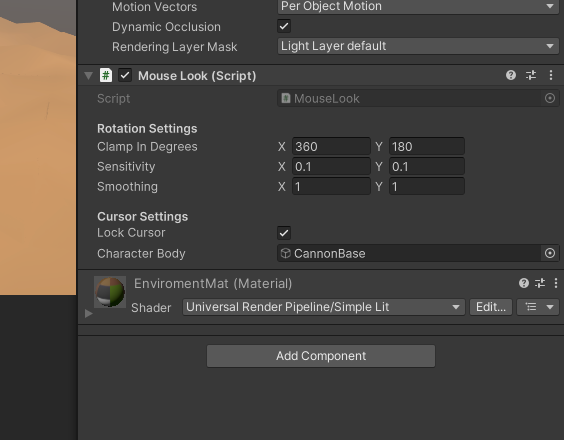 Motion Vectors Per Object Motion
Dynamic Occlusion
Rendering Layer Mask Light Layer default
# Mouse Look (Script)
Script # MouseLook
Rotation Settings
Clamp In Degrees X 360 Y 180
Sensitivity X 0.1 Y 0.1
Smoothing X 1 Y 1
Cursor Settings
Lock Cursor
Character Body CannonBase
EnviromentMat (Material)
Shader Universal Render Pipeline/Simple Lit Edit...
Add Component